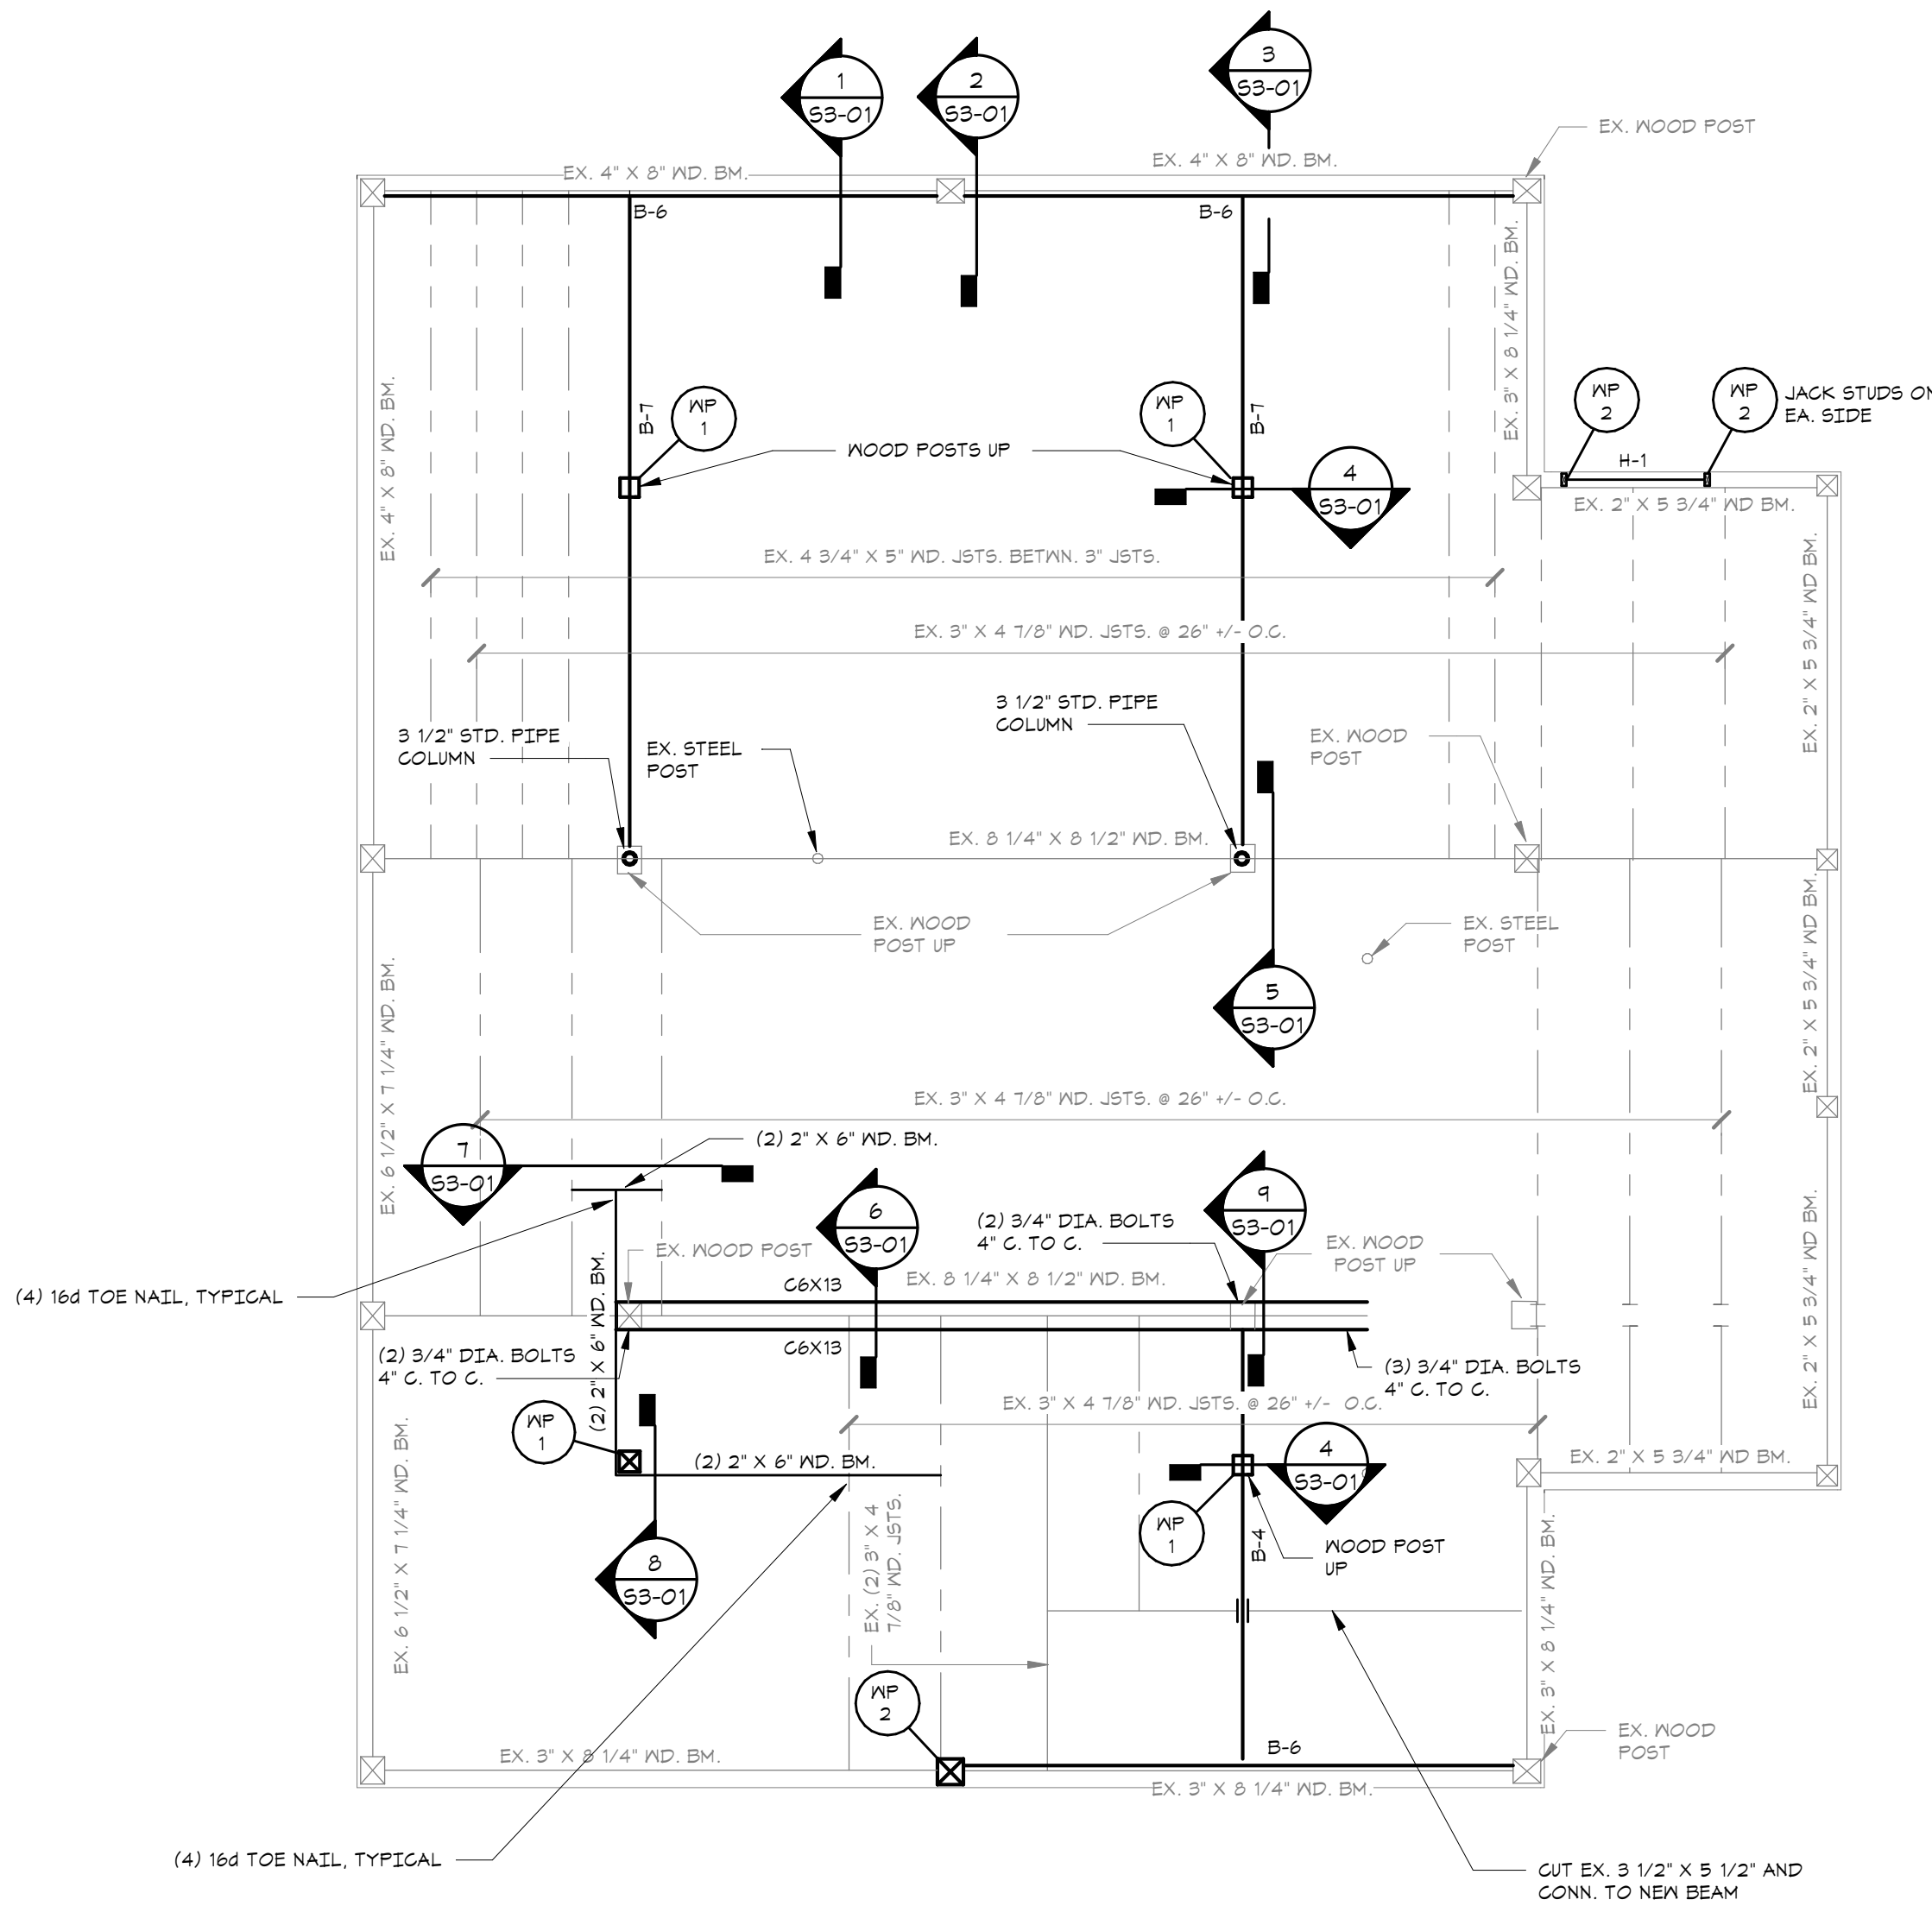 3
S3-01
1
S3-01
2
S3-01
EX. WOOD POST
EX. 4" X 8" WD. BM.
EX. 4" X 8" WD. BM.
B-6
B-6
EX. 3" X 8 1/4" WD. BM.
EX. 4" X 8" WD. BM.
B-7
WP
1
WP
1
B-7
WP
2
WP
2
JACK STUDS ON
EA. SIDE
WOOD POSTS UP
4
S3-01
H-1
EX. 2" X 5 3/4" WD BM.
EX. 4 3/4" X 5" WD. JSTS. BETWN. 3" JSTS.
EX. 2" X 5 3/4" WD BM.
EX. 3" X 4 7/8" WD. JSTS. @ 26" +/- O.C.
3 1/2" STD. PIPE
COLUMN
3 1/2" STD. PIPE
COLUMN
EX. STEEL
POST
EX. WOOD
POST
EX. 8 1/4" X 8 1/2" WD. BM.
EX. WOOD
POST UP
EX. STEEL
POST
EX. 2" X 5 3/4" WD BM.
EX. 6 1/2" X 7 1/4" WD. BM.
5
S3-01
EX. 3" X 4 7/8" WD. JSTS. @ 26" +/- O.C.
7
S3-01
(2) 2" X 6" WD. BM.
6
S3-01
9
S3-01
(2) 3/4" DIA. BOLTS
4" C. TO C.
EX. WOOD POST
EX. WOOD
POST UP
EX. 2" X 5 3/4" WD BM.
(4) 16d TOE NAIL, TYPICAL
C6X13
EX. 8 1/4" X 8 1/2" WD. BM.
(2) 2" X 6" WD. BM.
C6X13
(2) 3/4" DIA. BOLTS
4" C. TO C.
(3) 3/4" DIA. BOLTS
4" C. TO C.
EX. 3" X 4 7/8" WD. JSTS. @ 26" +/- O.C.
WP
1
EX. 6 1/2" X 7 1/4" WD. BM.
(2) 2" X 6" WD. BM.
4
S3-01
EX. 2" X 5 3/4" WD BM.
EX. (2) 3" X 4
7/8" WD. JSTS.
WP
1
B-4
WOOD POST
UP
8
S3-01
EX. 3" X 8 1/4" WD. BM.
WP
2
EX. 3" X 8 1/4" WD. BM.
B-6
EX. WOOD
POST
EX. 3" X 8 1/4" WD. BM.
(4) 16d TOE NAIL, TYPICAL
CUT EX. 3 1/2" X 5 1/2" AND
CONN. TO NEW BEAM